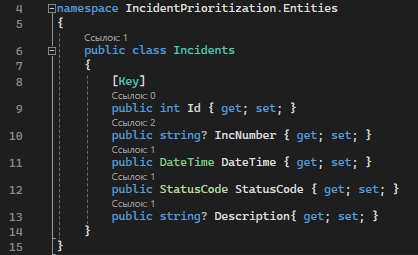 4 namespace IncidentPrioritization.Entities
5 {
Ссылок: 1
6 public class Incidents
7 {
8 [Key]
Ссылок: 0
9 public int Id { get; set; }
Ссылок: 2
10 public string? IncNumber { get; set; }
Ссылок: 1
11 public DateTime DateTime { get; set; }
Ссылок: 1
12 public StatusCode StatusCode { get; set; }
Ссылок: 1
13 public string? Description{ get; set; }
14 }
15 }